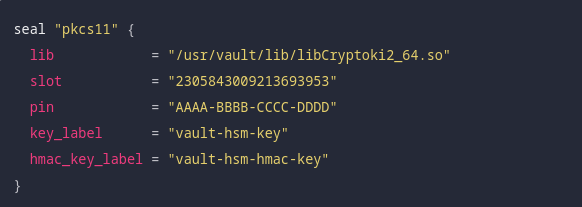 seal "pkcs11" {
  lib            = "/usr/vault/lib/libCryptoki2_64.so"
  slot           = "2305843009213693953"
  pin            = "AAAA-BBBB-CCCC-DDDD"
  key_label      = "vault-hsm-key"
  hmac_key_label = "vault-hsm-hmac-key"
}